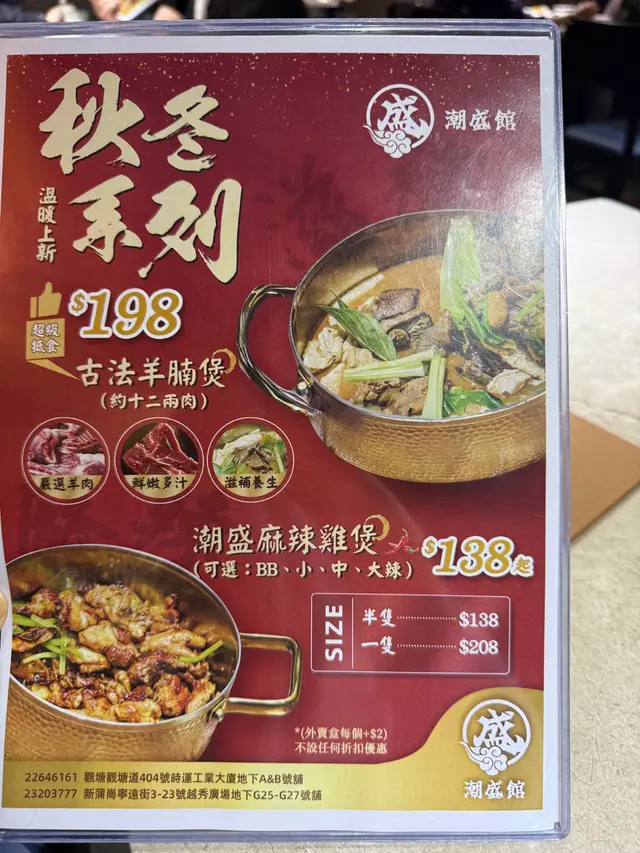 秋冬
系列
溫暖上新
盛
潮盛館
超級
抵食
$198
古法羊腩煲
(約十二兩肉)
嚴選羊肉
鮮嫩多汁
滋補養生
潮盛麻辣雞煲
(可選：BB、小、中、大辣)
$138起
SIZE
半隻 $138
一隻 $208
*(外賣盒每個+$2)
不設任何折扣優惠
盛
潮盛館
22646161 觀塘觀塘道404號時運工業大廈地下A&B號舖
23203777 新蒲崗寧遠街3-23號越秀廣場地下G25-G27號舖